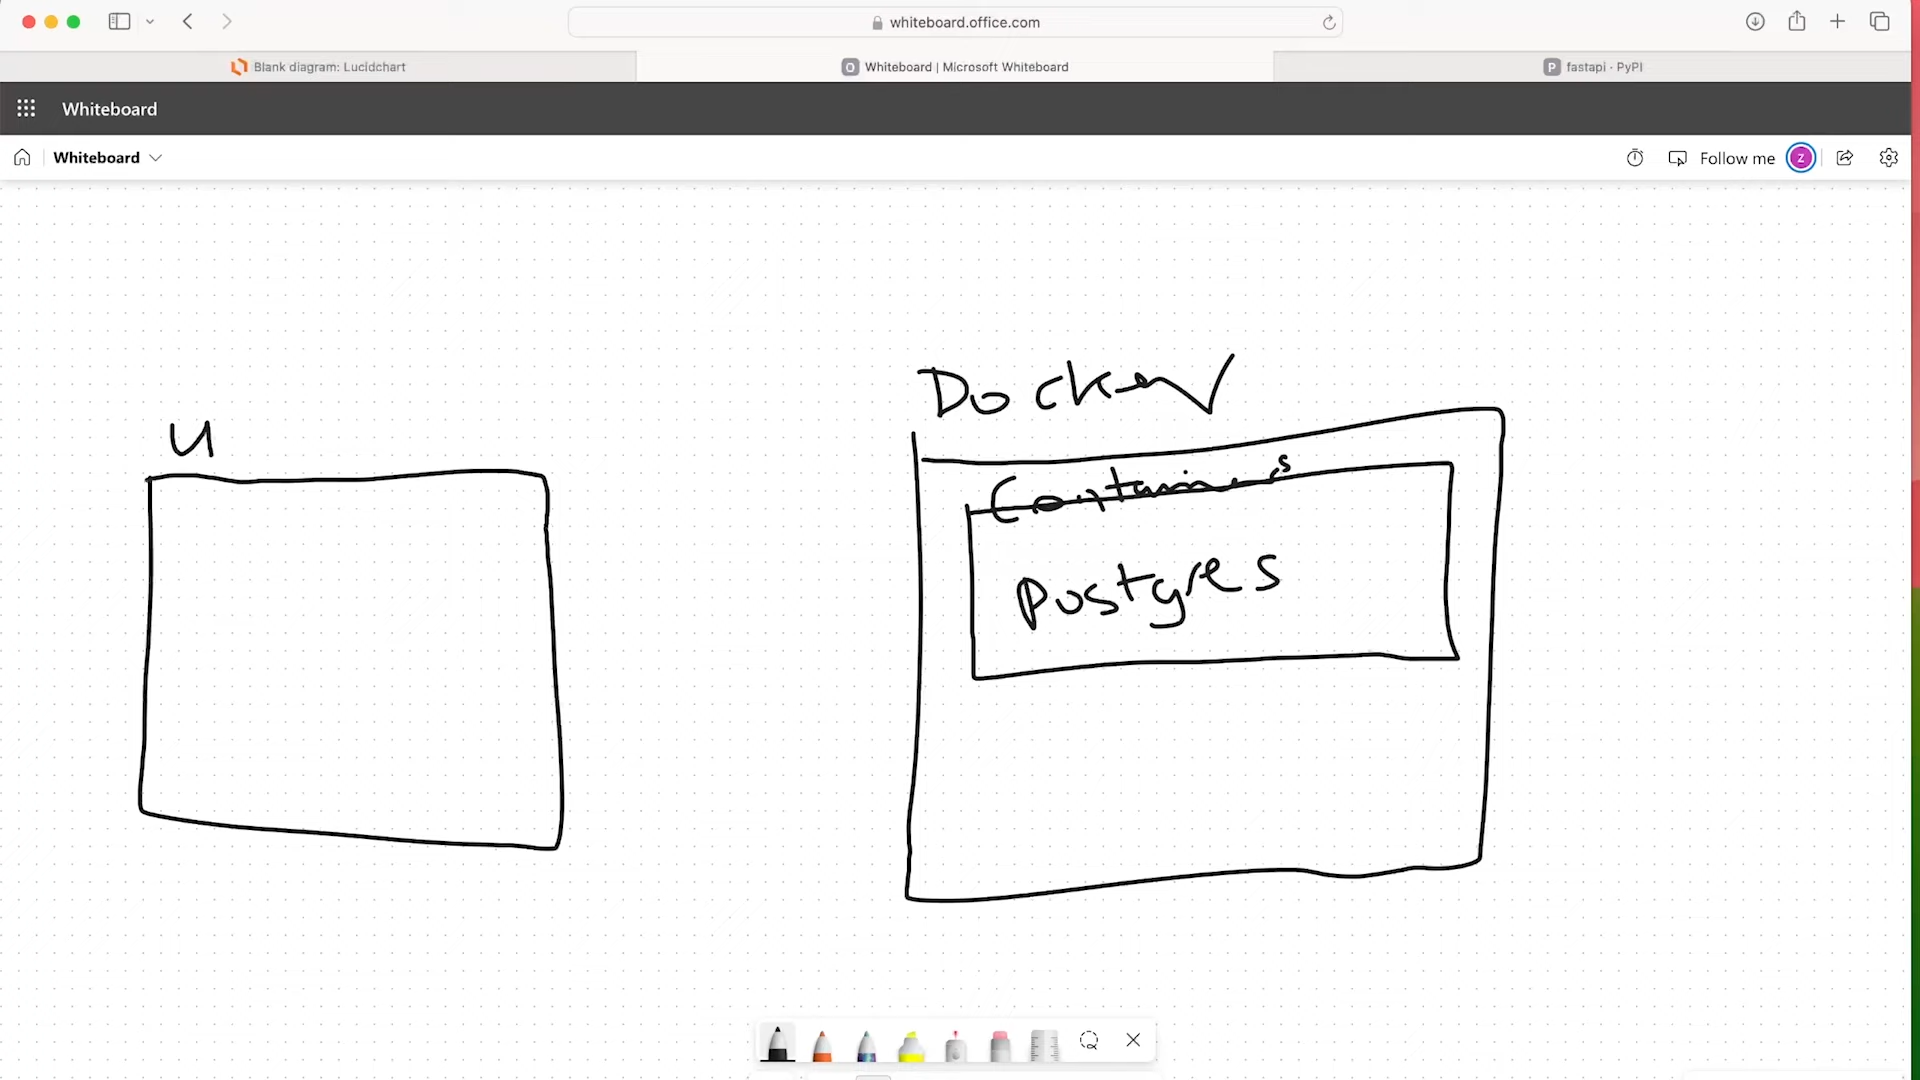 whiteboard.office.com
Blank diagram: Lucidchart
Whiteboard | Microsoft Whiteboard
P fastapi · PyPI
Whiteboard
Whiteboard
Follow me Z
Docker
U
Containers
Postgres